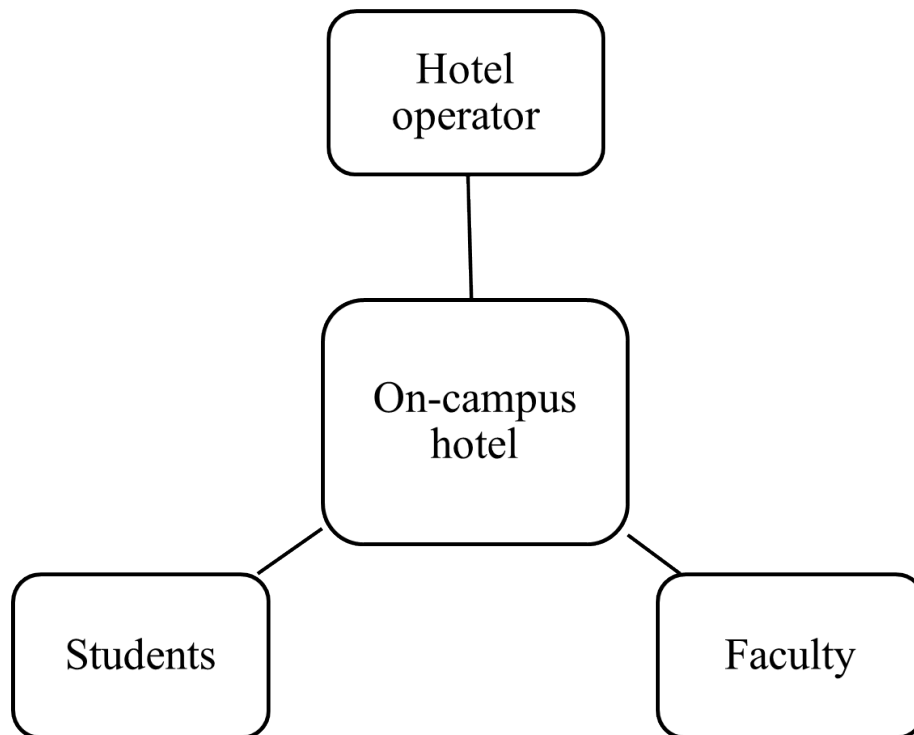 Hotel
operator
On-campus
hotel
Students
Faculty